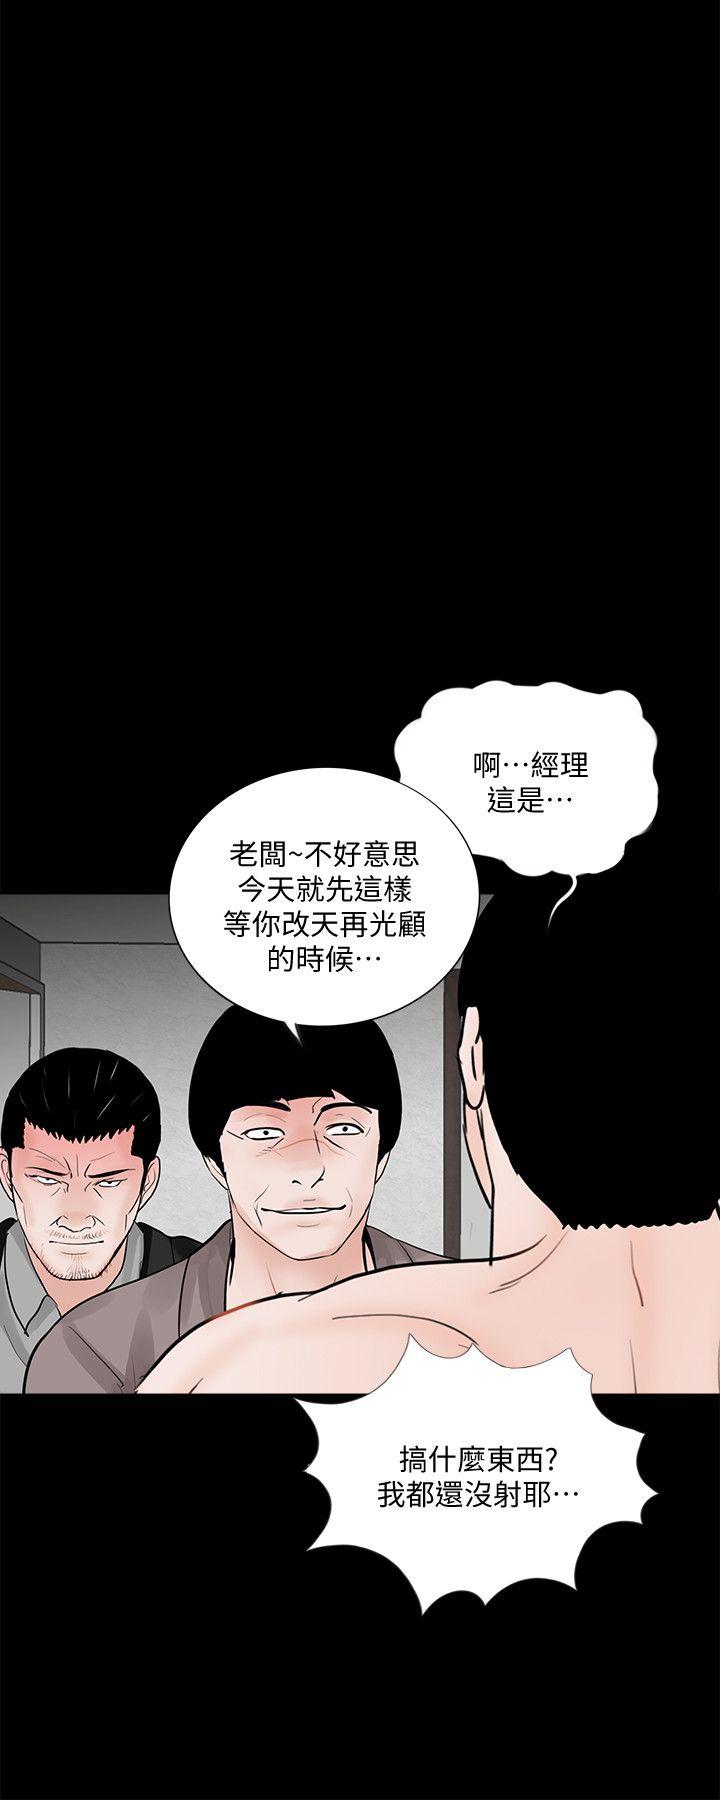 啊…經理
這是…
老闆~不好意思
今天就先這樣
等你改天再光顧
的時候…
搞什麼東西?
我都還沒射耶…